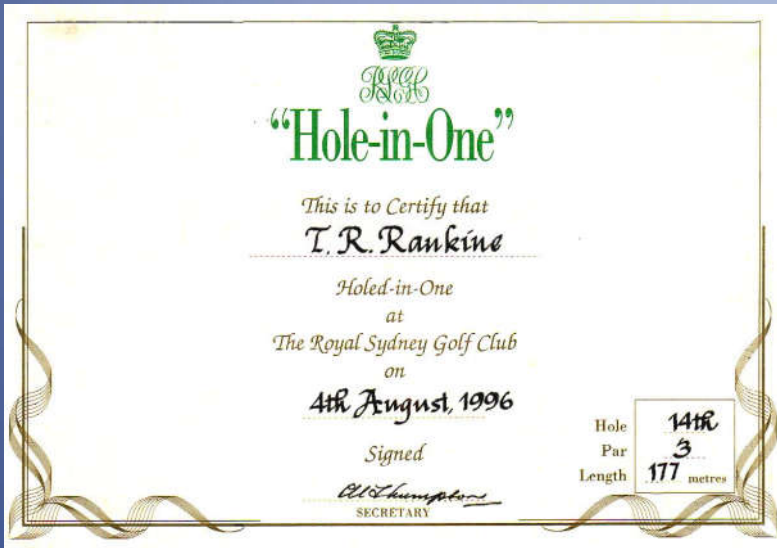 "Hole-in-One"
This is to Certify that
T. R. Rankine
Holed-in-One
at
The Royal Sydney Golf Club
on
4th August, 1996
Signed
SECRETARY
Hole 14th
Par 3
Length 177 metres